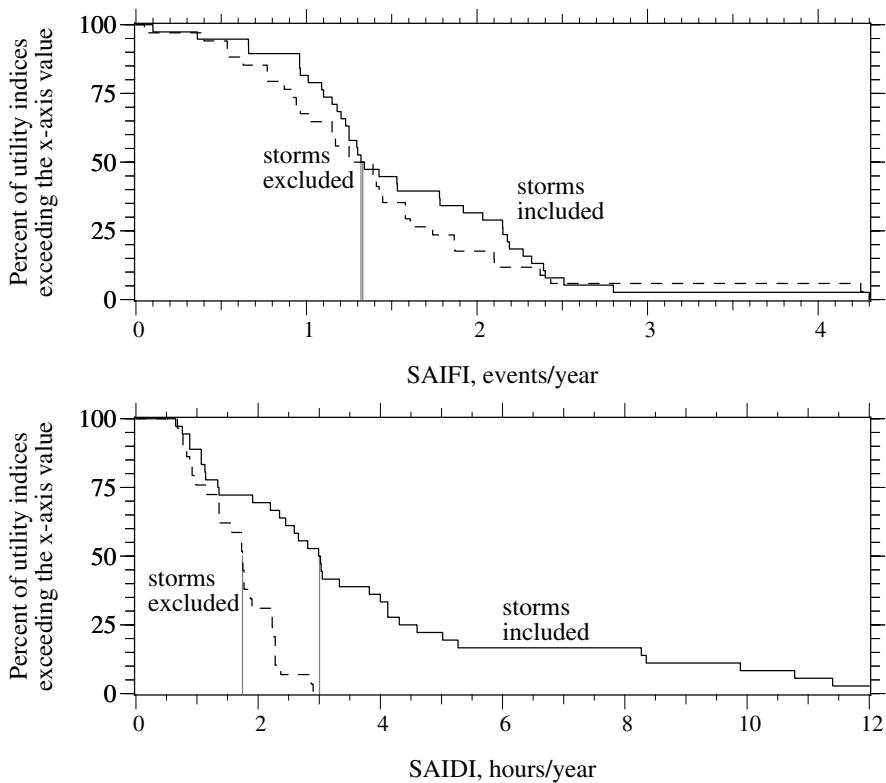 Percent of utility indices
exceeding the x-axis value
100
75
50
25
0
storms
excluded
storms
included
0 1 2 3 4
SAIFI, events/year
Percent of utility indices
exceeding the x-axis value
100
75
50
25
0
storms
excluded
storms
included
0 2 4 6 8 10 12
SAIDI, hours/year